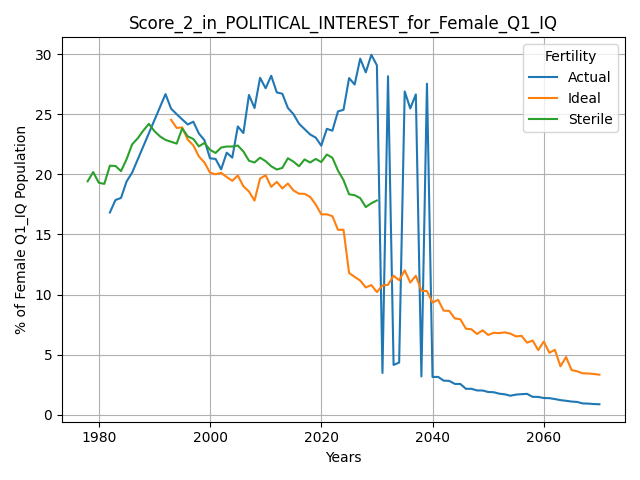 Score_2_in_POLITICAL_INTEREST_for_Female_Q1_IQ
Fertility
Actual
Ideal
Sterile
% of Female Q1_IQ Population
30
25
20
15
10
5
0
1980
2000
2020
2040
2060
Years